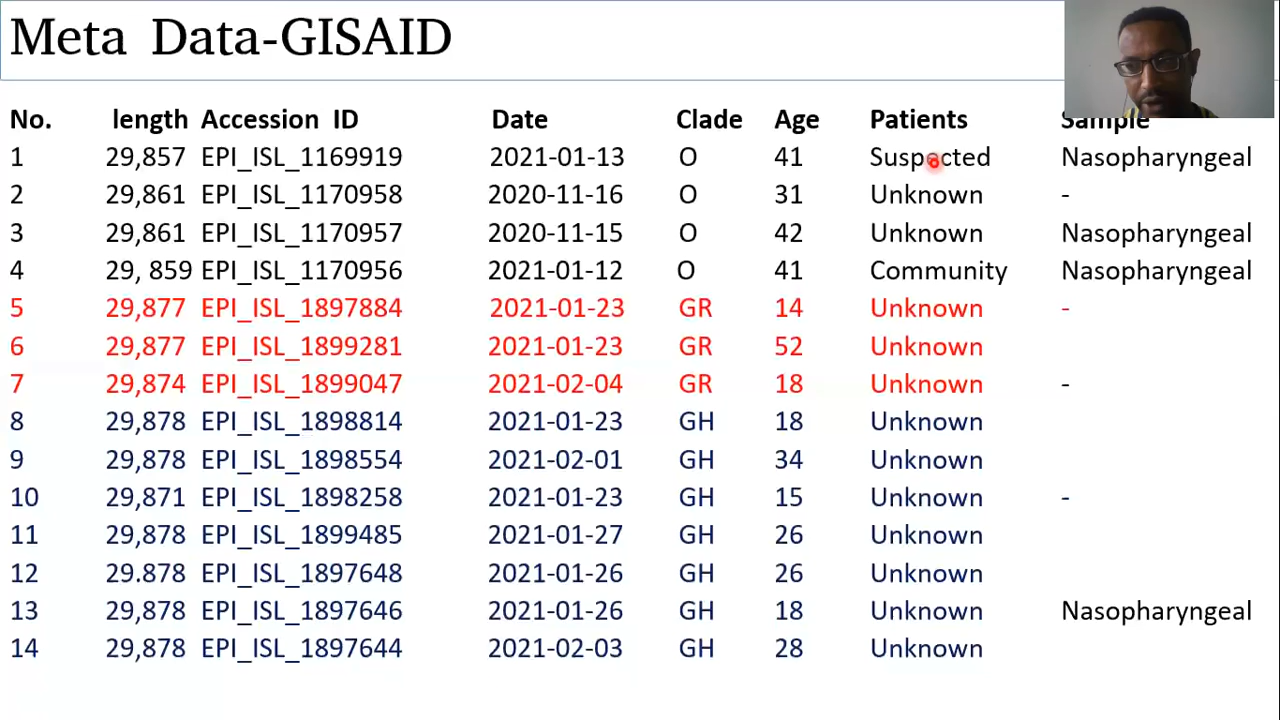 Meta Data-GISAID
No. length Accession ID Date Clade Age Patients Sample
1 29,857 EPI_ISL_1169919 2021-01-13 O 41 Suspected Nasopharyngeal
2 29,861 EPI_ISL_1170958 2020-11-16 O 31 Unknown -
3 29,861 EPI_ISL_1170957 2020-11-15 O 42 Unknown Nasopharyngeal
4 29, 859 EPI_ISL_1170956 2021-01-12 O 41 Community Nasopharyngeal
5 29,877 EPI_ISL_1897884 2021-01-23 GR 14 Unknown -
6 29,877 EPI_ISL_1899281 2021-01-23 GR 52 Unknown
7 29,874 EPI_ISL_1899047 2021-02-04 GR 18 Unknown -
8 29,878 EPI_ISL_1898814 2021-01-23 GH 18 Unknown
9 29,878 EPI_ISL_1898554 2021-02-01 GH 34 Unknown
10 29,871 EPI_ISL_1898258 2021-01-23 GH 15 Unknown -
11 29,878 EPI_ISL_1899485 2021-01-27 GH 26 Unknown
12 29.878 EPI_ISL_1897648 2021-01-26 GH 26 Unknown
13 29,878 EPI_ISL_1897646 2021-01-26 GH 18 Unknown Nasopharyngeal
14 29,878 EPI_ISL_1897644 2021-02-03 GH 28 Unknown